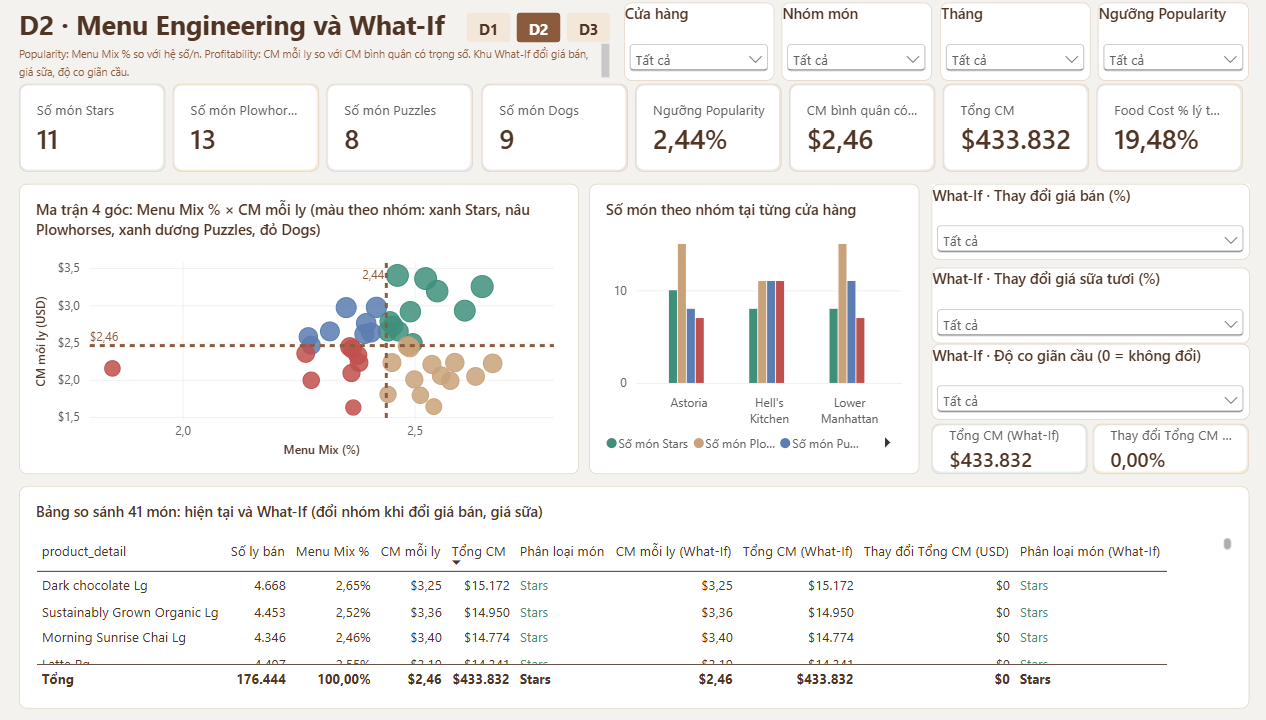 D2 · Menu Engineering và What-If
D1
D2
D3
Popularity: Menu Mix % so với hệ số/n. Profitability: CM mỗi ly so với CM bình quân có trọng số. Khu What-If đổi giá bán,
giá sữa, độ co giãn cầu.
Cửa hàng
Tất cả
Nhóm món
Tất cả
Tháng
Tất cả
Ngưỡng Popularity
Tất cả
Số món Stars
11
Số món Plowhor...
13
Số món Puzzles
8
Số món Dogs
9
Ngưỡng Popularity
2,44%
CM bình quân có...
$2,46
Tổng CM
$433.832
Food Cost % lý t...
19,48%
Ma trận 4 góc: Menu Mix % × CM mỗi ly (màu theo nhóm: xanh Stars, nâu
Plowhorses, xanh dương Puzzles, đỏ Dogs)
CM mỗi ly (USD)
$3,5
$3,0
$2,5
$2,0
$1,5
2,44
$2,46
2,0
2,5
Menu Mix (%)
Số món theo nhóm tại từng cửa hàng
10
0
Astoria
Hell's
Kitchen
Lower
Manhattan
Số món Stars
Số món Plo...
Số món Pu...
What-If · Thay đổi giá bán (%)
Tất cả
What-If · Thay đổi giá sữa tươi (%)
Tất cả
What-If · Độ co giãn cầu (0 = không đổi)
Tất cả
Tổng CM (What-If)
$433.832
Thay đổi Tổng CM ...
0,00%
Bảng so sánh 41 món: hiện tại và What-If (đổi nhóm khi đổi giá bán, giá sữa)
product_detail Số ly bán Menu Mix % CM mỗi ly Tổng CM Phân loại món CM mỗi ly (What-If) Tổng CM (What-If) Thay đổi Tổng CM (USD) Phân loại món (What-If)
Dark chocolate Lg 4.668 2,65% $3,25 $15.172 Stars $3,25 $15.172 $0 Stars
Sustainably Grown Organic Lg 4.453 2,52% $3,36 $14.950 Stars $3,36 $14.950 $0 Stars
Morning Sunrise Chai Lg 4.346 2,46% $3,40 $14.774 Stars $3,40 $14.774 $0 Stars
Tổng 176.444 100,00% $2,46 $433.832 Stars $2,46 $433.832 $0 Stars